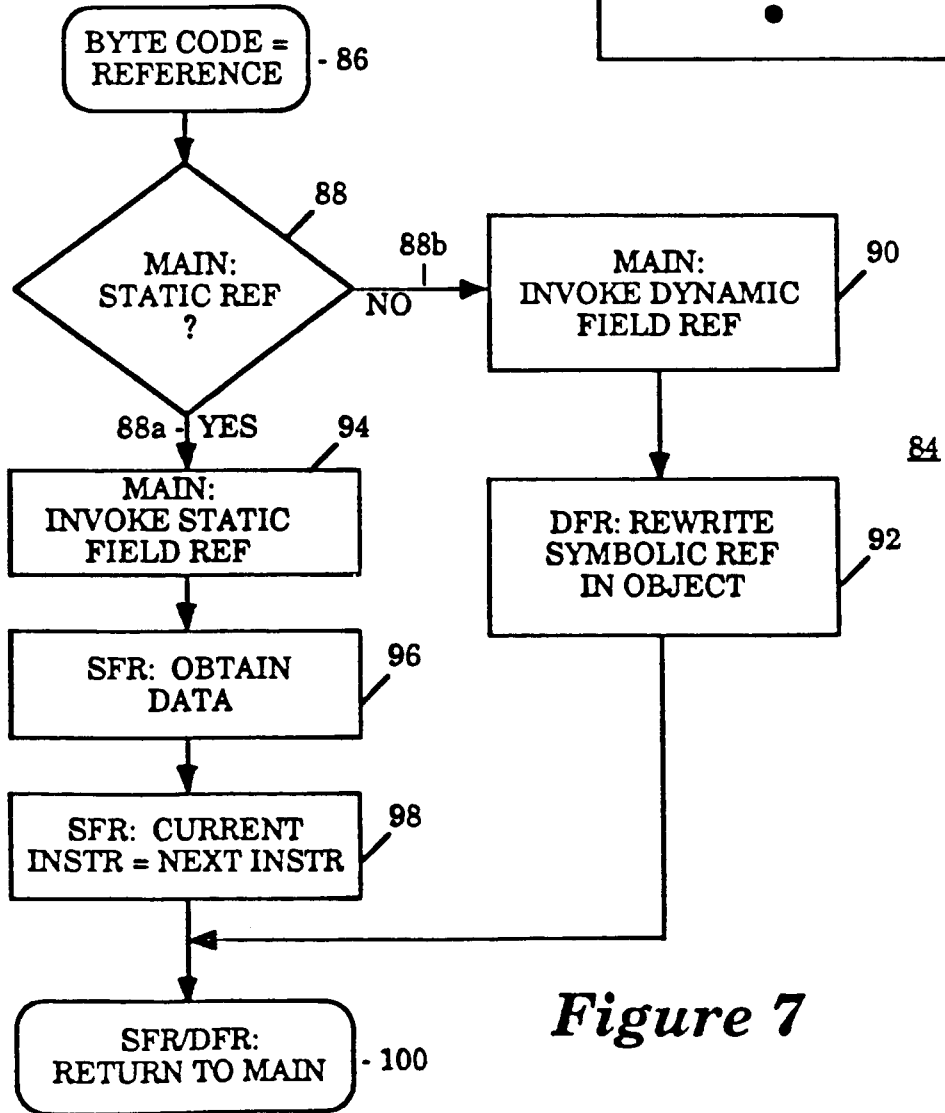 BYTE CODE =
REFERENCE
- 86
88
MAIN:
STATIC REF
?
88b
NO
90
MAIN:
INVOKE DYNAMIC
FIELD REF
88a - YES
94
MAIN:
INVOKE STATIC
FIELD REF
84
DFR: REWRITE
SYMBOLIC REF
IN OBJECT
92
SFR: OBTAIN
DATA
96
SFR: CURRENT
INSTR = NEXT INSTR
98
SFR/DFR:
RETURN TO MAIN
- 100
Figure 7